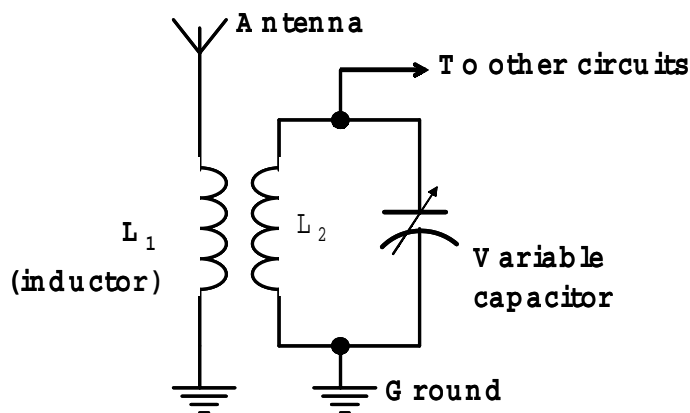 Antenna
To other circuits
L1
L2
(inductor)
Variable
capacitor
Ground